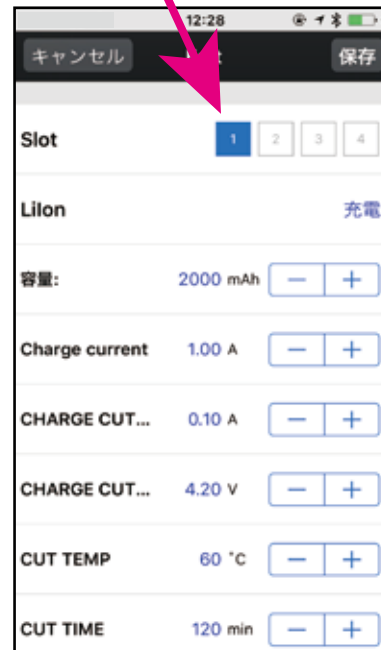 12:28
キャンセル
保存
Slot 1 2 3 4
LiIon 充電
容量: 2000 mAh − +
Charge current 1.00 A − +
CHARGE CUT... 0.10 A − +
CHARGE CUT... 4.20 V − +
CUT TEMP 60 °C − +
CUT TIME 120 min − +